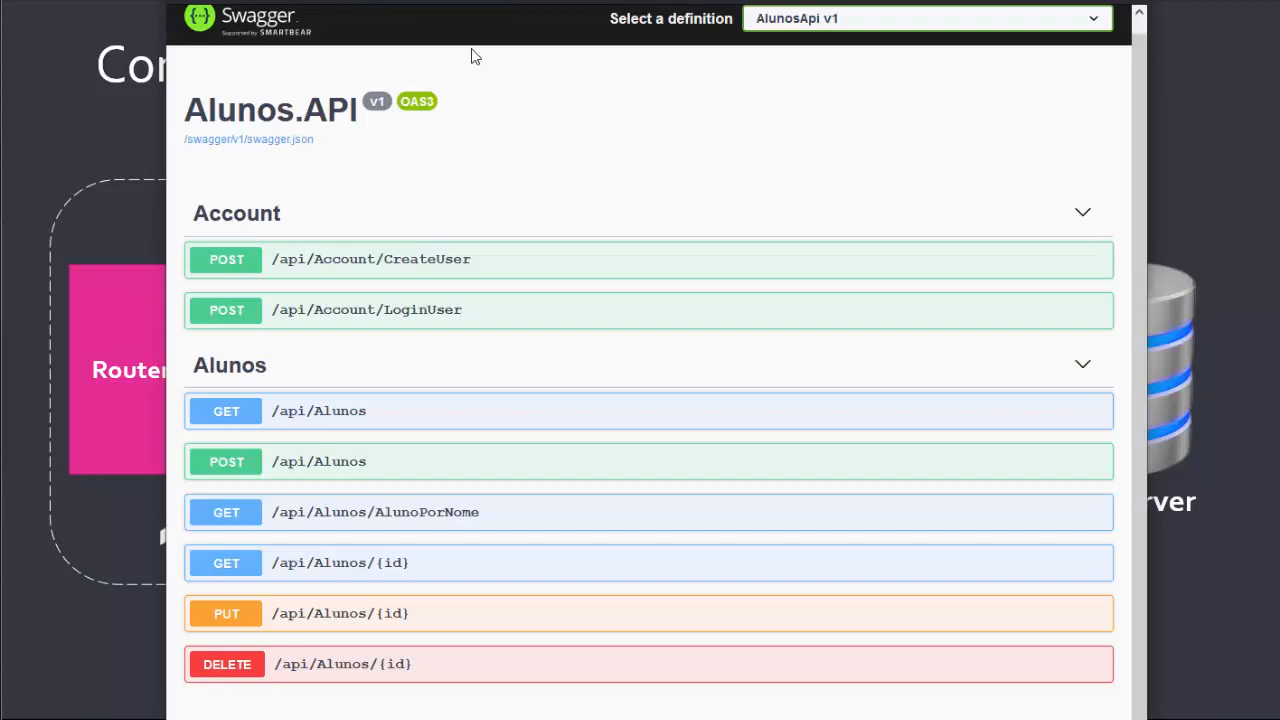 Swagger
Supported by SMARTBEAR
Select a definition
AlunosApi v1
Alunos.API v1 OAS3
/swagger/v1/swagger.json
Account
POST /api/Account/CreateUser
POST /api/Account/LoginUser
Alunos
GET /api/Alunos
POST /api/Alunos
GET /api/Alunos/AlunoPorNome
GET /api/Alunos/{id}
PUT /api/Alunos/{id}
DELETE /api/Alunos/{id}
Router